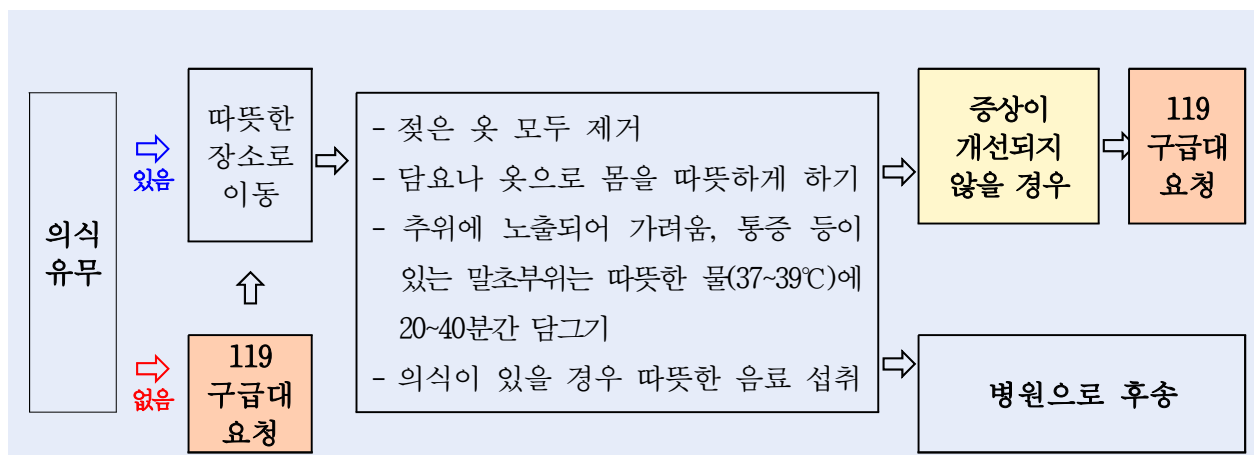 의식
유무
있음
따뜻한
장소로
이동
없음
119
구급대
요청
- 젖은 옷 모두 제거
- 담요나 옷으로 몸을 따뜻하게 하기
- 추위에 노출되어 가려움, 통증 등이
있는 말초부위는 따뜻한 물(37~39℃)에
20~40분간 담그기
- 의식이 있을 경우 따뜻한 음료 섭취
증상이
개선되지
않을 경우
119
구급대
요청
병원으로 후송